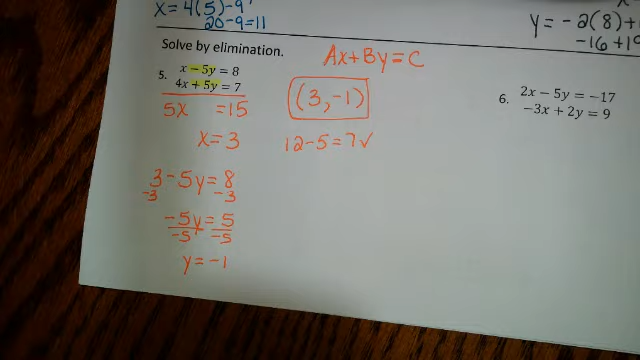 x = 4(5) - 9
20 - 9 = 11
y = -2(8) +
-16 + 19
Solve by elimination.
Ax + By = C
5. x - 5y = 8
4x + 5y = 7
5x = 15
x = 3
(3, -1)
12 - 5 = 7 ✓
3 - 5y = 8
-3 -3
-5y = 5
-5 -5
y = -1
6. 2x - 5y = -17
-3x + 2y = 9